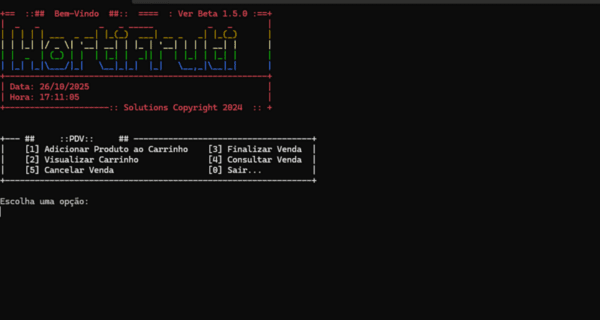 +== ::## Bem-Vindo ##:: ==== : Ver Beta 1.5.0 :==+
HortiFruti
| Data: 26/10/2025
| Hora: 17:11:05
+---------------------:: Solutions Copyright 2024 :: +
+--- ## ::PDV:: ## ------------------------------------+
| [1] Adicionar Produto ao Carrinho [3] Finalizar Venda |
| [2] Visualizar Carrinho [4] Consultar Venda |
| [5] Cancelar Venda [0] Sair... |
Escolha uma opção: